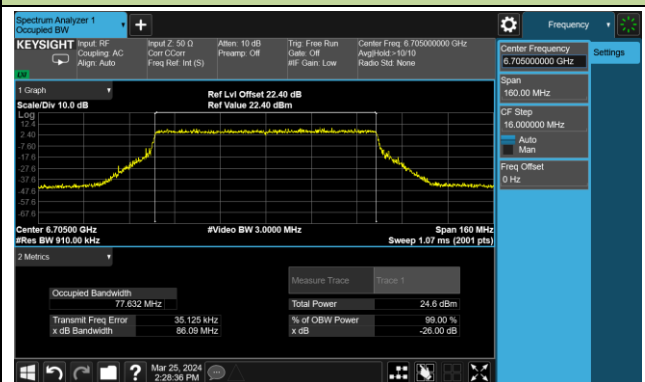 Spectrum Analyzer 1
Occupied BW
Frequency
KEYSIGHT
Input: RF
Coupling: AC
Align: Auto
Input Z: 50 Ω
Corr CCorr
Freq Ref: Int (S)
Atten: 10 dB
Preamp: Off
Trig: Free Run
Gate: Off
#IF Gain: Low
Center Freq: 6.705000000 GHz
Avg|Hold:>10/10
Radio Std: None
Center Frequency
6.705000000 GHz
Settings
Span
160.00 MHz
CF Step
16.000000 MHz
Auto
Man
Freq Offset
0 Hz
1 Graph
Scale/Div 10.0 dB
Ref Lvl Offset 22.40 dB
Ref Value 22.40 dBm
Log
12.4
2.40
-7.60
-17.6
-27.6
-37.6
-47.6
-57.6
-67.6
Center 6.70500 GHz
#Video BW 3.0000 MHz
Span 160 MHz
#Res BW 910.00 kHz
Sweep 1.07 ms (2001 pts)
2 Metrics
Measure Trace
Trace 1
Occupied Bandwidth
77.632 MHz
Total Power
24.6 dBm
Transmit Freq Error
35.125 kHz
% of OBW Power
99.00 %
x dB Bandwidth
86.09 MHz
x dB
-26.00 dB
?
Mar 25, 2024
2:28:36 PM